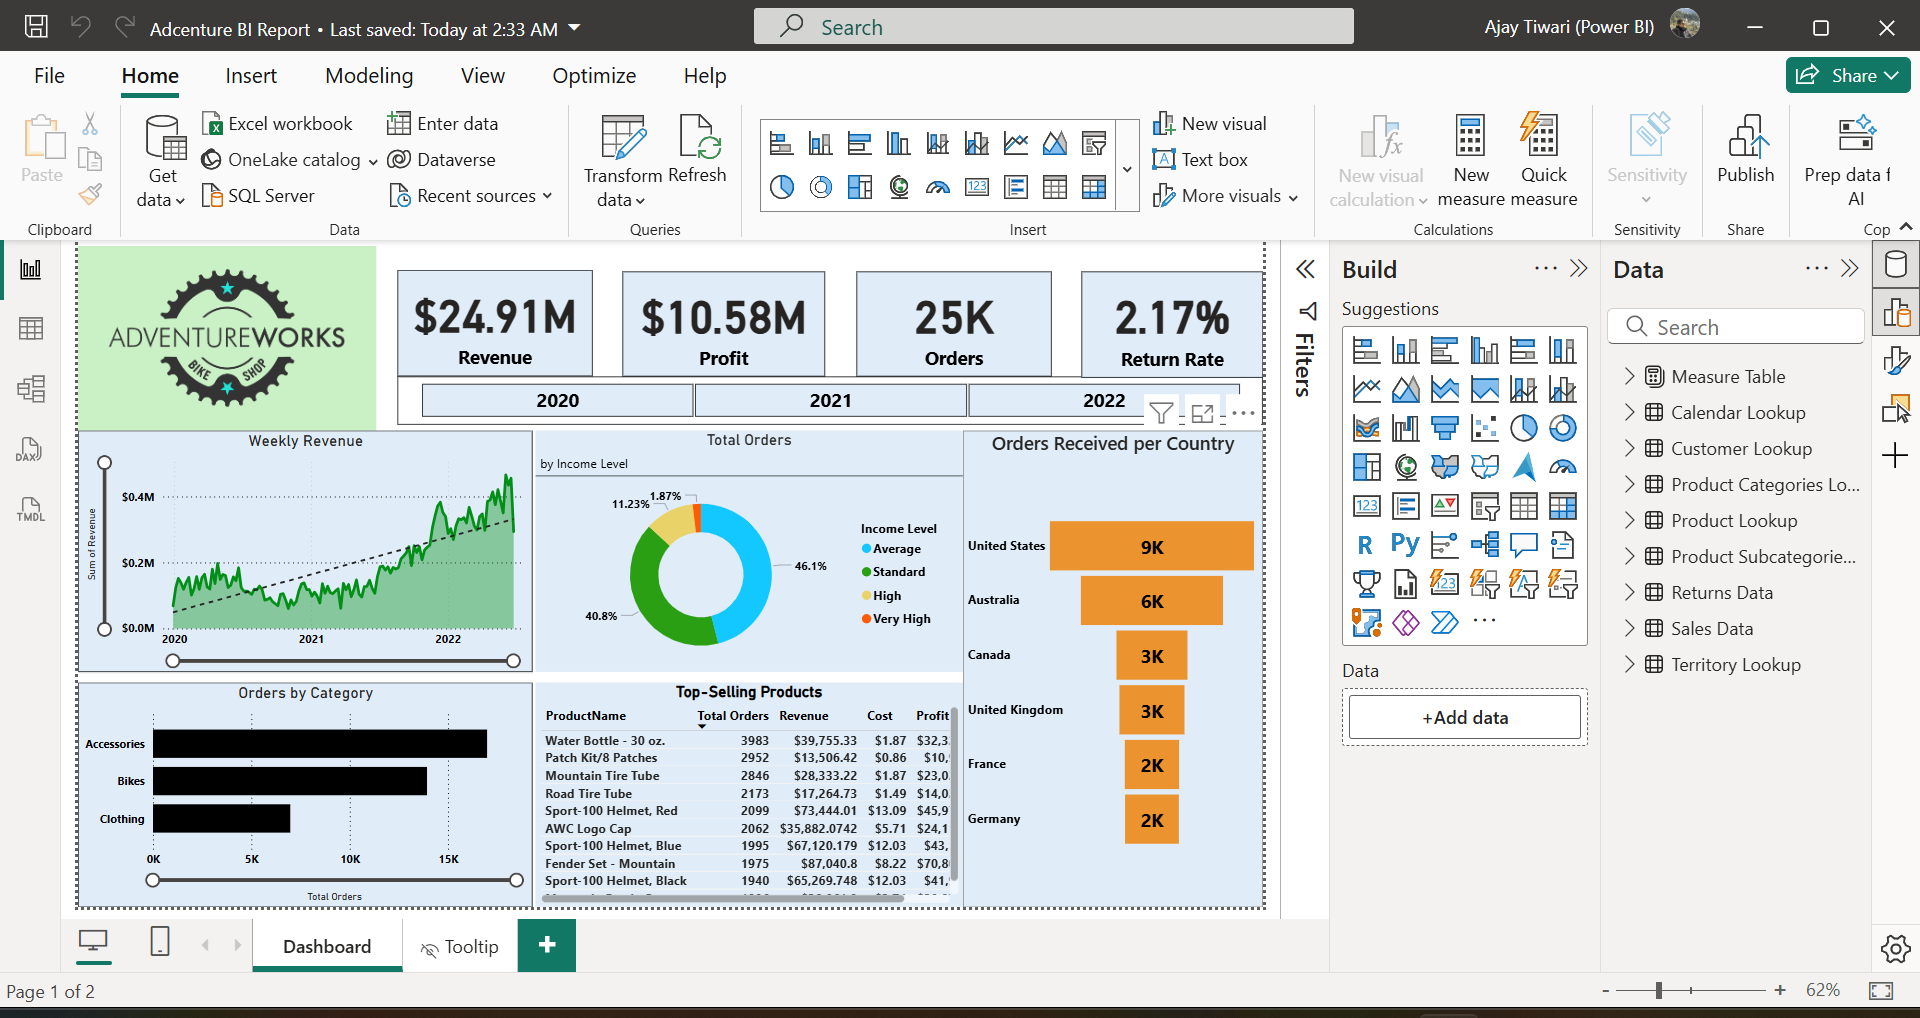 Adcenture BI Report • Last saved: Today at 2:33 AM
Search
Ajay Tiwari (Power BI)
File
Home
Insert
Modeling
View
Optimize
Help
Share
Paste
Clipboard
Get data
Excel workbook
OneLake catalog
SQL Server
Enter data
Dataverse
Recent sources
Data
Transform data
Refresh
Queries
New visual
Text box
More visuals
Insert
New visual calculation
New measure
Quick measure
Calculations
Sensitivity
Sensitivity
Publish
Share
Prep data f
AI
Cop
DAX
TMDL
ADVENTUREWORKS
BIKE SHOP
$24.91M
Revenue
$10.58M
Profit
25K
Orders
2.17%
Return Rate
2020
2021
2022
Weekly Revenue
Sum of Revenue
$0.4M
$0.2M
$0.0M
2020
2021
2022
Total Orders
by Income Level
1.87%
11.23%
46.1%
40.8%
Income Level
Average
Standard
High
Very High
Orders Received per Country
United States 9K
Australia 6K
Canada 3K
United Kingdom 3K
France 2K
Germany 2K
Orders by Category
Accessories
Bikes
Clothing
0K 5K 10K 15K
Total Orders
Top-Selling Products
ProductName Total Orders Revenue Cost Profit
Water Bottle - 30 oz. 3983 $39,755.33 $1.87 $32,3
Patch Kit/8 Patches 2952 $13,506.42 $0.86 $10,
Mountain Tire Tube 2846 $28,333.22 $1.87 $23,0
Road Tire Tube 2173 $17,264.73 $1.49 $14,0
Sport-100 Helmet, Red 2099 $73,444.01 $13.09 $45,9
AWC Logo Cap 2062 $35,882.0742 $5.71 $24,1
Sport-100 Helmet, Blue 1995 $67,120.179 $12.03 $43,
Fender Set - Mountain 1975 $87,040.8 $8.22 $70,8
Sport-100 Helmet, Black 1940 $65,269.748 $12.03 $41,
Filters
Build
Suggestions
123
R
Py
123
Data
+Add data
Data
Search
Measure Table
Calendar Lookup
Customer Lookup
Product Categories Lo...
Product Lookup
Product Subcategorie...
Returns Data
Sales Data
Territory Lookup
Dashboard
Tooltip
Page 1 of 2
62%